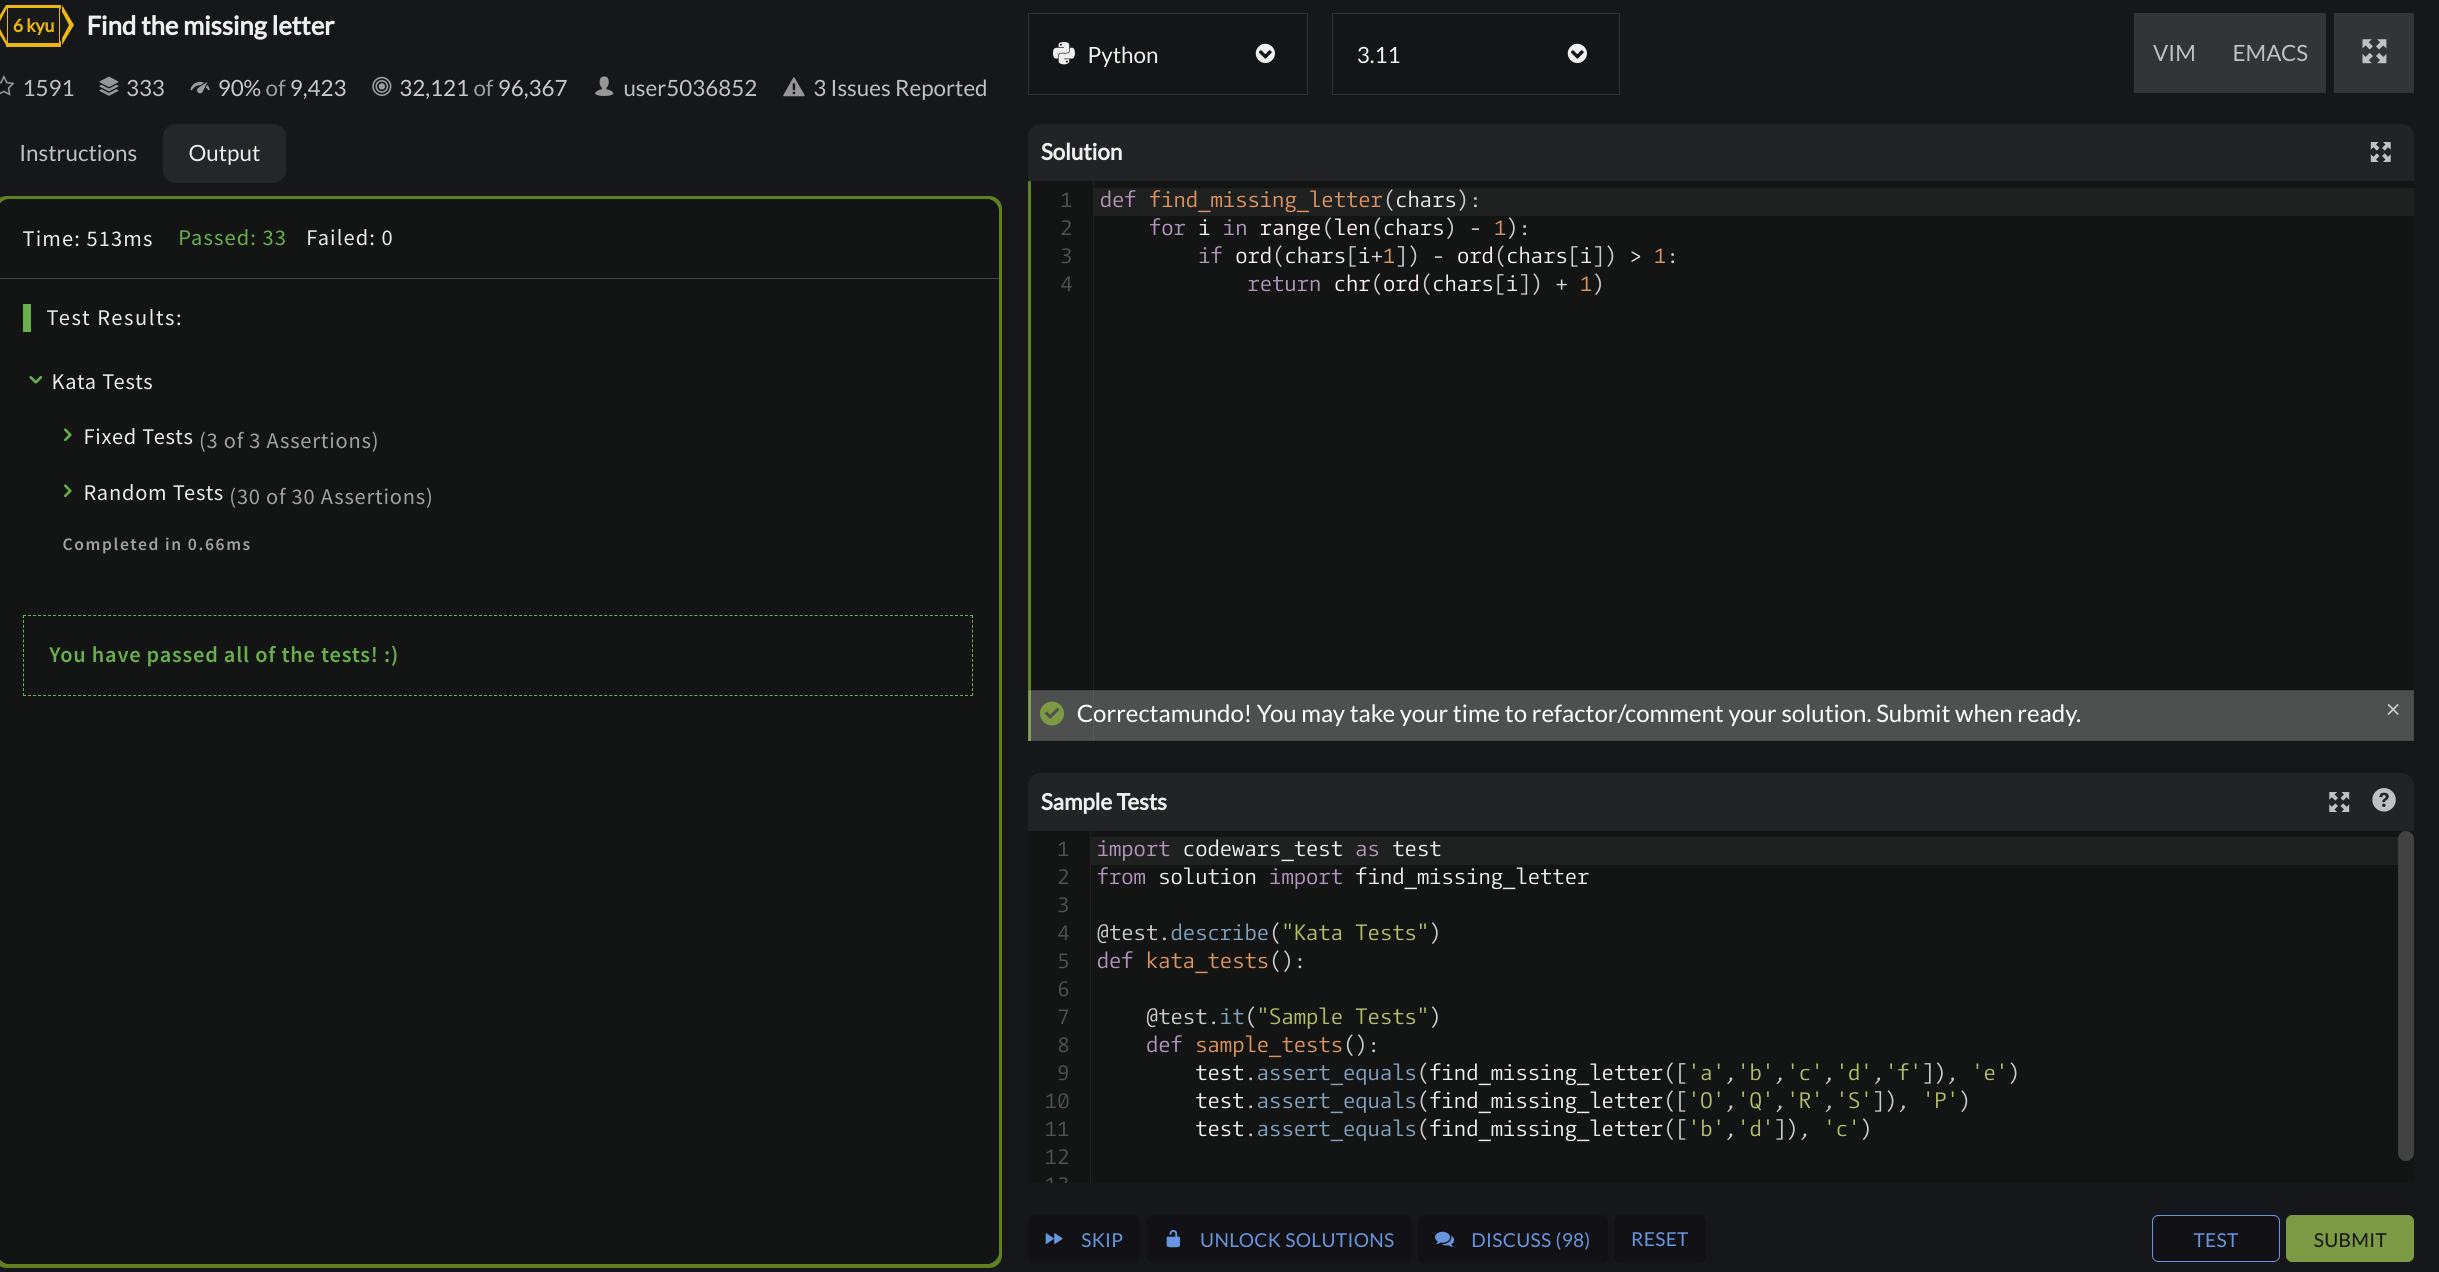 6 kyu
Find the missing letter
1591 333 90% of 9,423 32,121 of 96,367 user5036852 3 Issues Reported
Instructions
Output
Time: 513ms Passed: 33 Failed: 0
Test Results:
Kata Tests
Fixed Tests (3 of 3 Assertions)
Random Tests (30 of 30 Assertions)
Completed in 0.66ms
You have passed all of the tests! :)
Python
3.11
VIM
EMACS
Solution
1 def find_missing_letter(chars):
2     for i in range(len(chars) - 1):
3         if ord(chars[i+1]) - ord(chars[i]) > 1:
4             return chr(ord(chars[i]) + 1)
Correctamundo! You may take your time to refactor/comment your solution. Submit when ready.
Sample Tests
1 import codewars_test as test
2 from solution import find_missing_letter
3
4 @test.describe("Kata Tests")
5 def kata_tests():
6
7     @test.it("Sample Tests")
8     def sample_tests():
9         test.assert_equals(find_missing_letter(['a','b','c','d','f']), 'e')
10         test.assert_equals(find_missing_letter(['O','Q','R','S']), 'P')
11         test.assert_equals(find_missing_letter(['b','d']), 'c')
12
SKIP
UNLOCK SOLUTIONS
DISCUSS (98)
RESET
TEST
SUBMIT